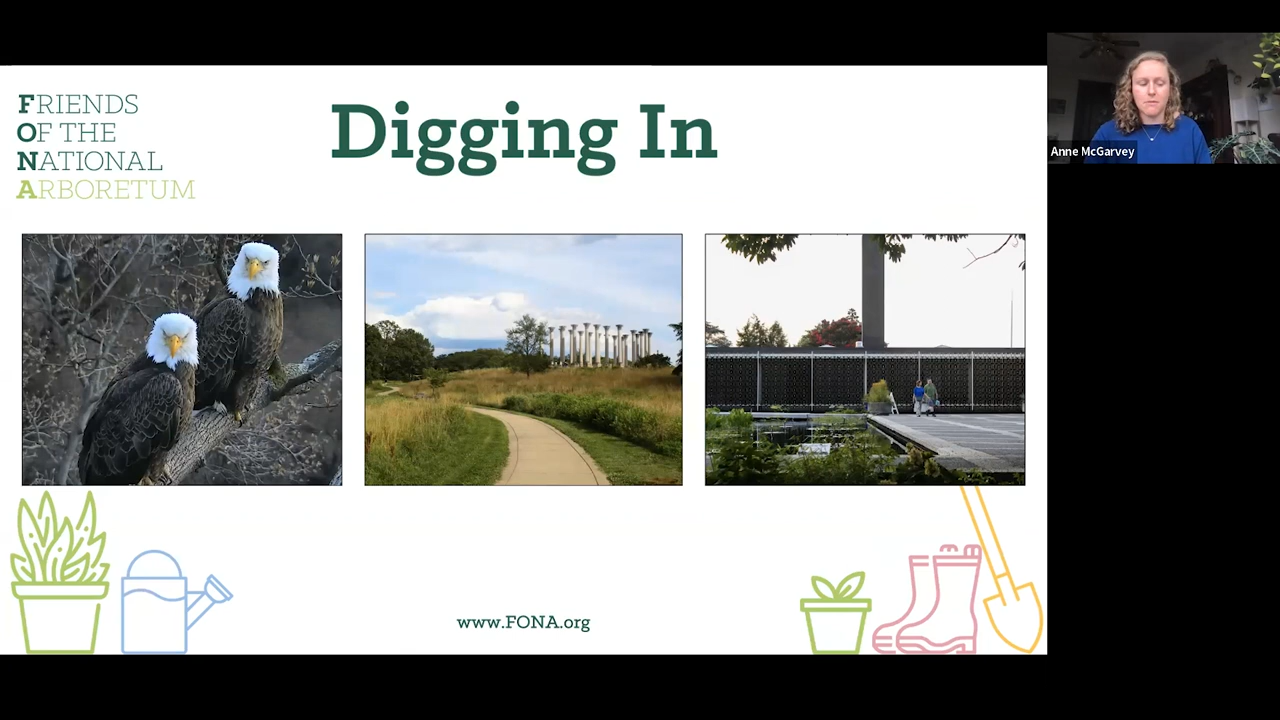 FRIENDS
OF THE
NATIONAL
ARBORETUM
Digging In
Anne McGarvey
www.FONA.org